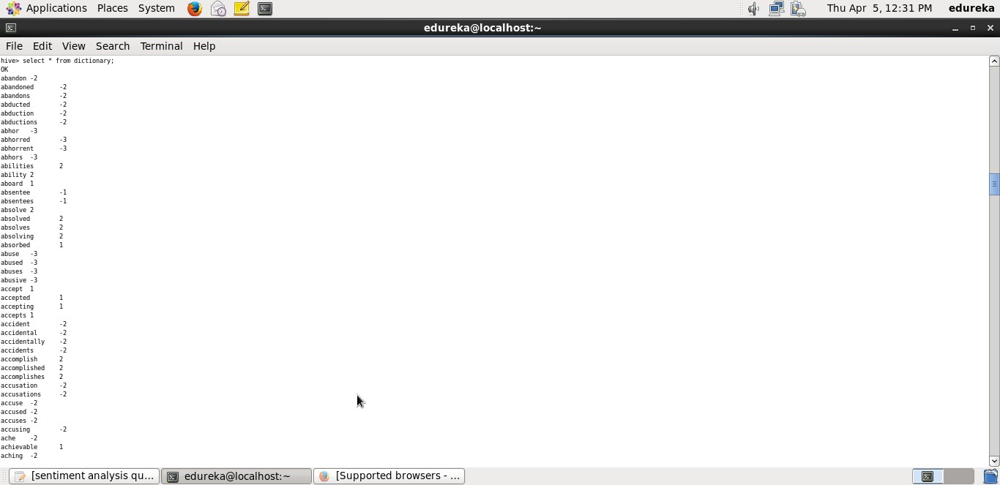 Applications Places System Thu Apr 5, 12:31 PM edureka
edureka@localhost:~
File Edit View Search Terminal Help
hive> select * from dictionary;
OK
abandon -2
abandoned -2
abandons -2
abducted -2
abduction -2
abductions -2
abhor -3
abhorred -3
abhorrent -3
abhors -3
abilities 2
ability 2
aboard 1
absentee -1
absentees -1
absolve 2
absolved 2
absolves 2
absolving 2
absorbed 1
abuse -3
abused -3
abuses -3
abusive -3
accept 1
accepted 1
accepting 1
accepts 1
accident -2
accidental -2
accidentally -2
accidents -2
accomplish 2
accomplished 2
accomplishes 2
accusation -2
accusations -2
accuse -2
accused -2
accuses -2
accusing -2
ache -2
achievable 1
aching -2
[sentiment analysis qu... edureka@localhost:~ [Supported browsers - ...